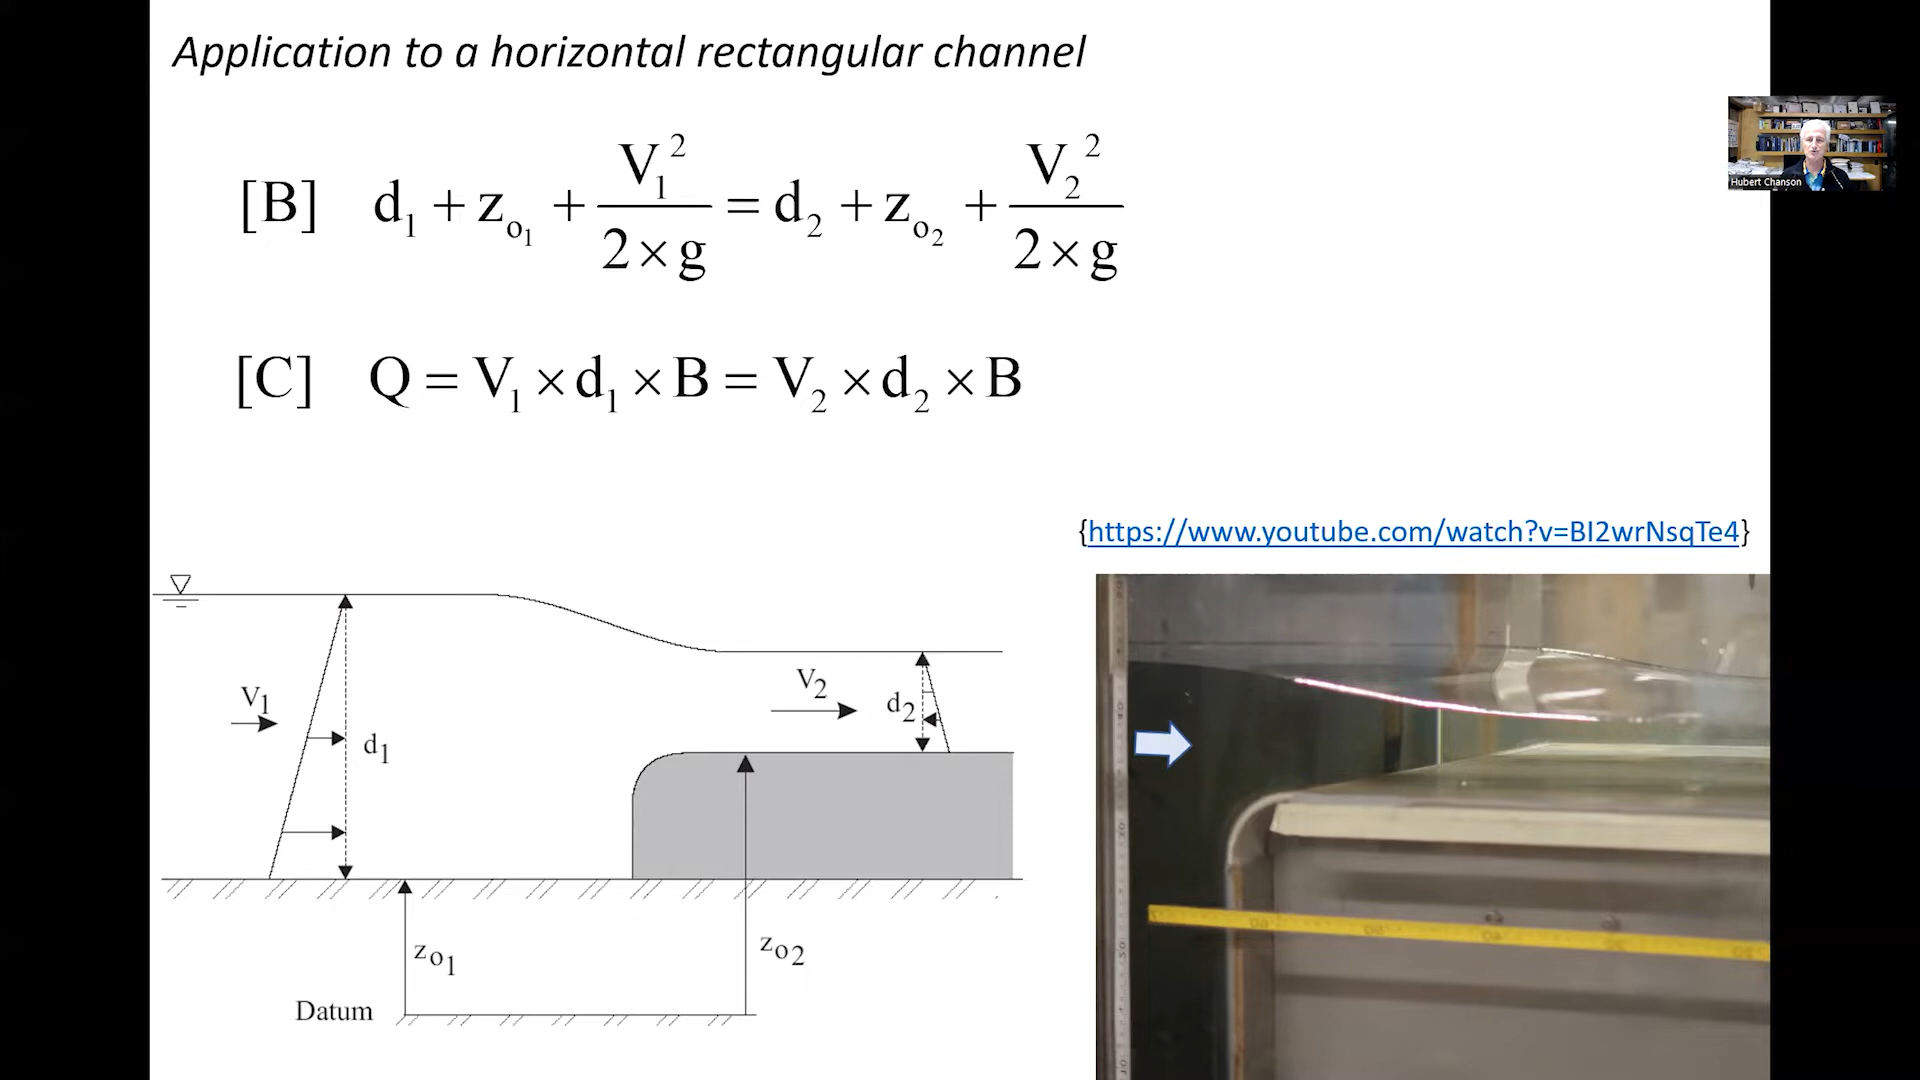 Application to a horizontal rectangular channel
[B] d₁ + z_o₁ + V₁² / (2 × g) = d₂ + z_o₂ + V₂² / (2 × g)
Hubert Chanson
[C] Q = V₁ × d₁ × B = V₂ × d₂ × B
{https://www.youtube.com/watch?v=BI2wrNsqTe4}
V₁
d₁
V₂
d₂
z_o₁
z_o₂
Datum